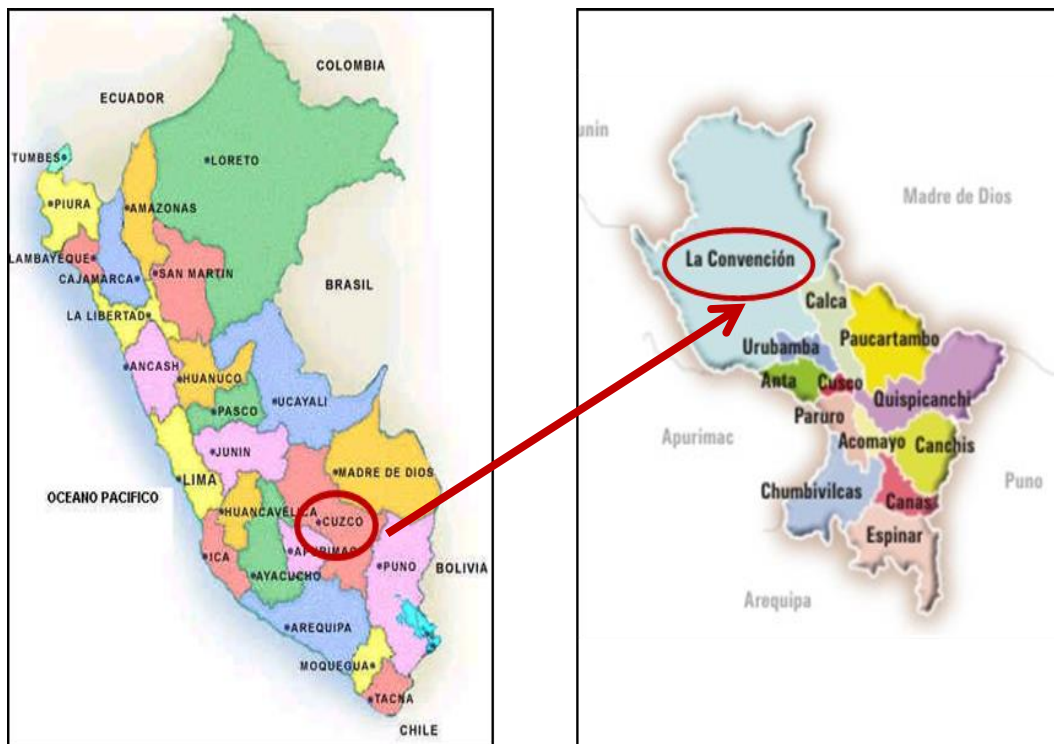 COLOMBIA
ECUADOR
TUMBES
LORETO
PIURA
AMAZONAS
LAMBAYEQUE
SAN MARTIN
CAJAMARCA
BRASIL
LA LIBERTAD
ANCASH
HUANUCO
UCAYALI
PASCO
JUNIN
MADRE DE DIOS
LIMA
OCEANO PACIFICO
HUANCAVELICA
CUZCO
ICA
APURIMAC
PUNO
BOLIVIA
AYACUCHO
AREQUIPA
MOQUEGUA
TACNA
CHILE
unin
Madre de Dios
La Convención
Calca
Paucartambo
Urubamba
Anta
Cusco
Quispicanchi
Paruro
Apurimac
Acomayo
Canchis
Puno
Chumbivilcas
Canas
Espinar
Arequipa